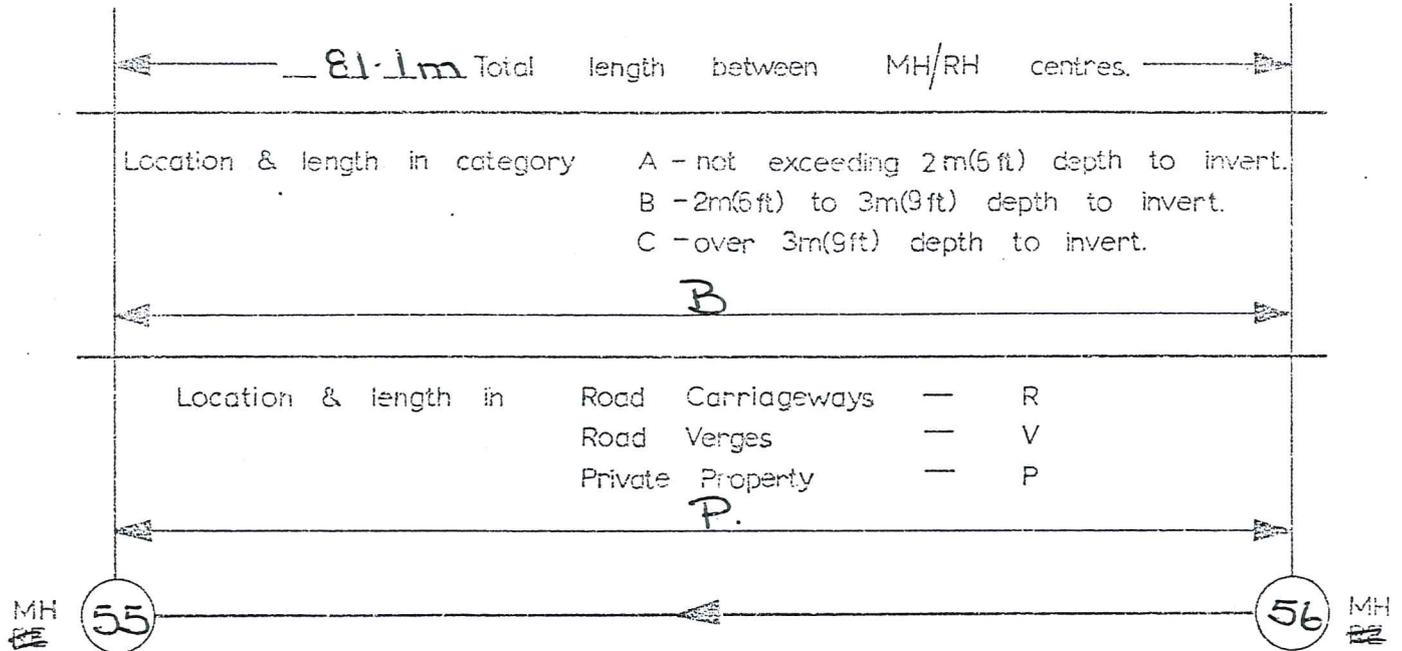 81.1m Total length between MH/RH centres.
Location & length in category A - not exceeding 2m(6ft) depth to invert.
B - 2m(6ft) to 3m(9ft) depth to invert.
C - over 3m(9ft) depth to invert.
B
Location & length in Road Carriageways — R
Road Verges — V
Private Property — P
P.
MH 55 56 MH